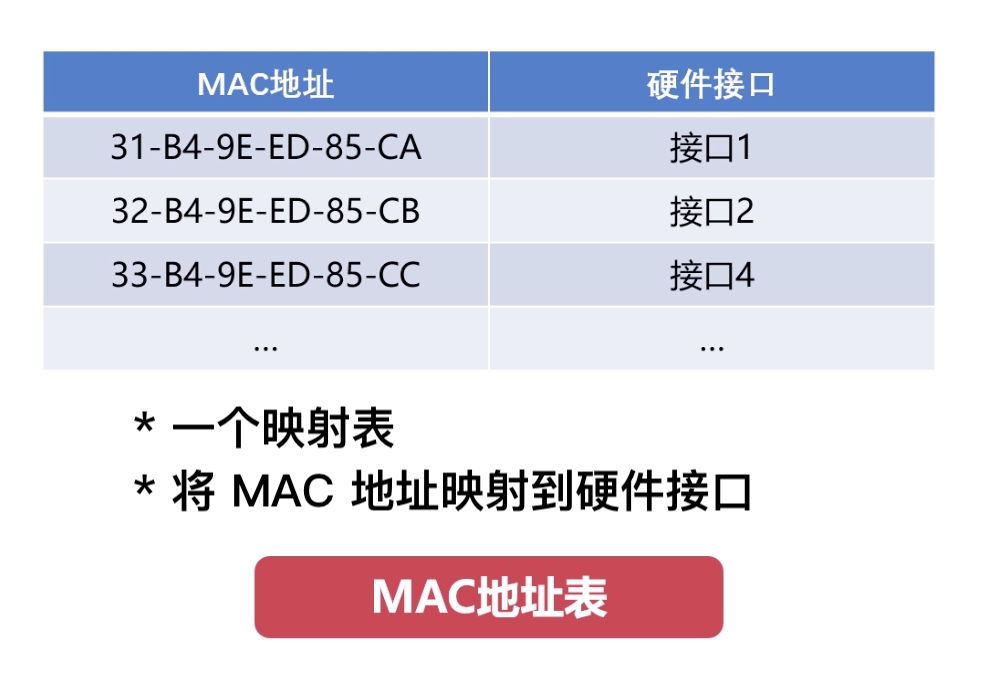 MAC地址 硬件接口
31-B4-9E-ED-85-CA 接口1
32-B4-9E-ED-85-CB 接口2
33-B4-9E-ED-85-CC 接口4
... ...
* 一个映射表
* 将 MAC 地址映射到硬件接口
MAC地址表